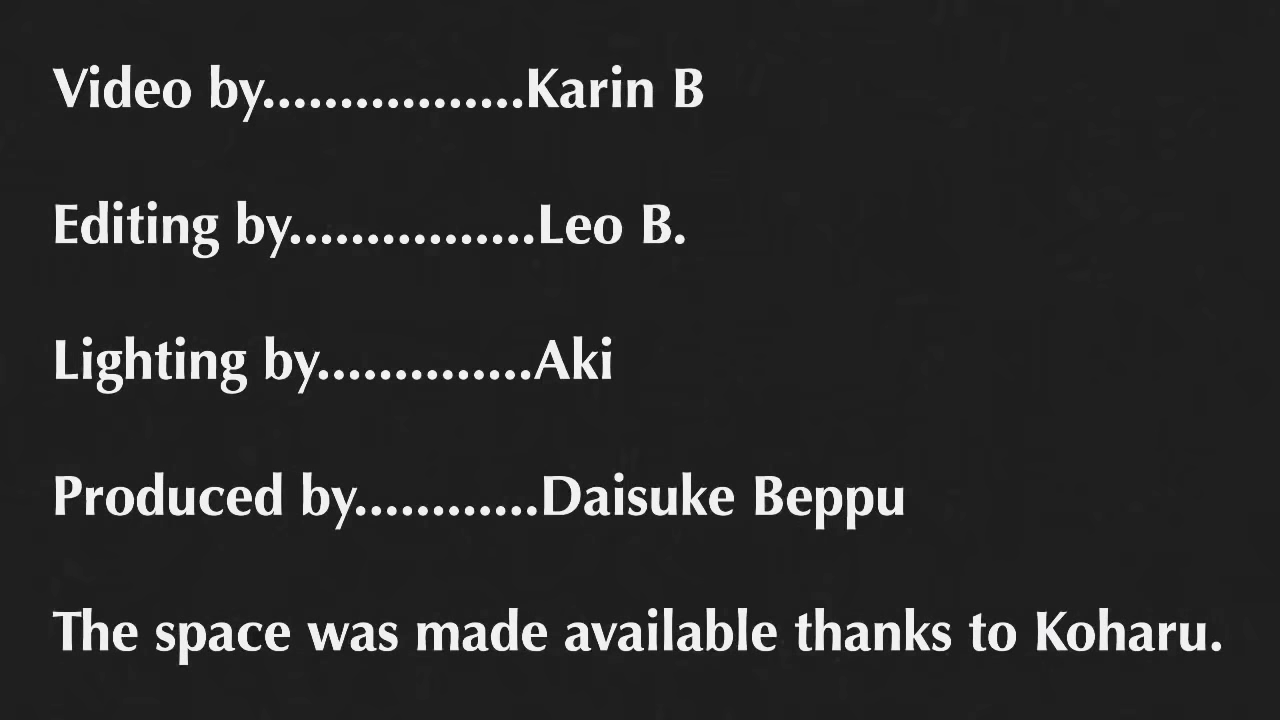 Video by.................Karin B
Editing by................Leo B.
Lighting by..............Aki
Produced by............Daisuke Beppu
The space was made available thanks to Koharu.